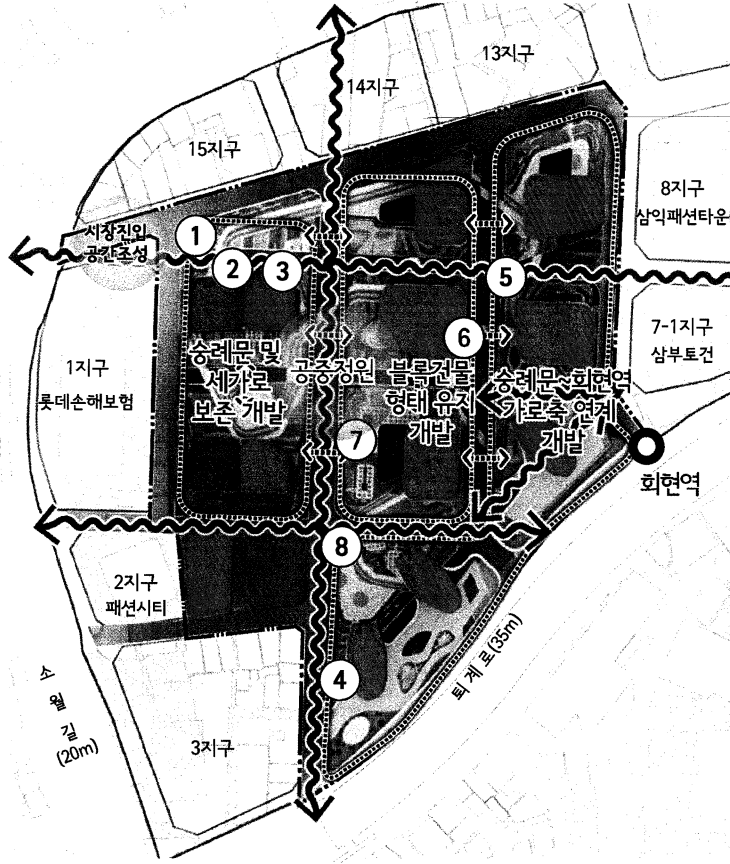 13지구
14지구
15지구
8지구
삼익패션타운
시장진입
공간조성
1
2
3
5
6
7-1지구
삼부토건
1지구
롯데손해보험
숭례문 및
세가로
보존 개발
공중정원
블록건물
형태 유지
개발
숭례문~회현역
가로축 연계
개발
7
회현역
8
2지구
패션시티
4
3지구
소월길
(20m)
퇴계로(35m)